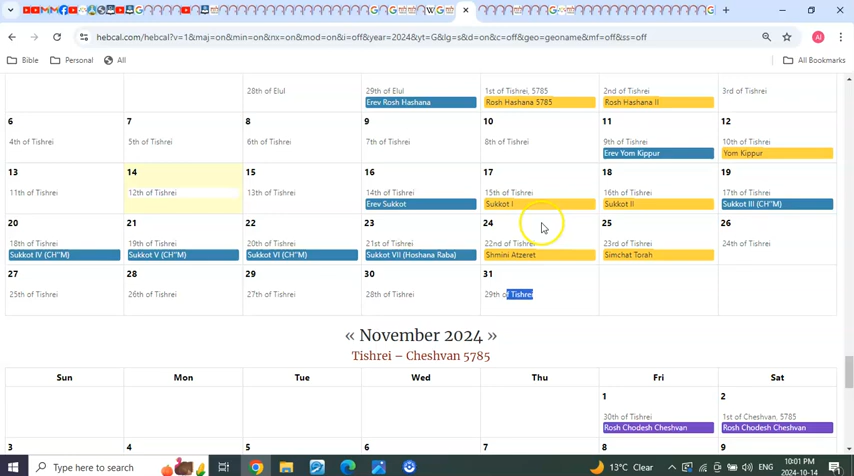 hebcal.com/hebcal?v=1&maj=on&min=on&nx=on&mod=on&i=off&year=2024&yt=G&lg=s&d=on&c=off&geo=geoname&mf=off&ss=off
Bible Personal All All Bookmarks
28th of Elul 29th of Elul 1st of Tishrei, 5785 2nd of Tishrei 3rd of Tishrei
Erev Rosh Hashana Rosh Hashana 5785 Rosh Hashana II
6 7 8 9 10 11 12
4th of Tishrei 5th of Tishrei 6th of Tishrei 7th of Tishrei 8th of Tishrei 9th of Tishrei 10th of Tishrei
Erev Yom Kippur Yom Kippur
13 14 15 16 17 18 19
11th of Tishrei 12th of Tishrei 13th of Tishrei 14th of Tishrei 15th of Tishrei 16th of Tishrei 17th of Tishrei
Erev Sukkot Sukkot I Sukkot II Sukkot III (CH"M)
20 21 22 23 24 25 26
18th of Tishrei 19th of Tishrei 20th of Tishrei 21st of Tishrei 22nd of Tishrei 23rd of Tishrei 24th of Tishrei
Sukkot IV (CH"M) Sukkot V (CH"M) Sukkot VI (CH"M) Sukkot VII (Hoshana Raba) Shmini Atzeret Simchat Torah
27 28 29 30 31
25th of Tishrei 26th of Tishrei 27th of Tishrei 28th of Tishrei 29th of Tishrei
« November 2024 »
Tishrei – Cheshvan 5785
Sun Mon Tue Wed Thu Fri Sat
1 2
30th of Tishrei 1st of Cheshvan, 5785
Rosh Chodesh Cheshvan Rosh Chodesh Cheshvan
3 4 5 6 7 8 9
Type here to search 13°C Clear ENG 10:01 PM
2024-10-14